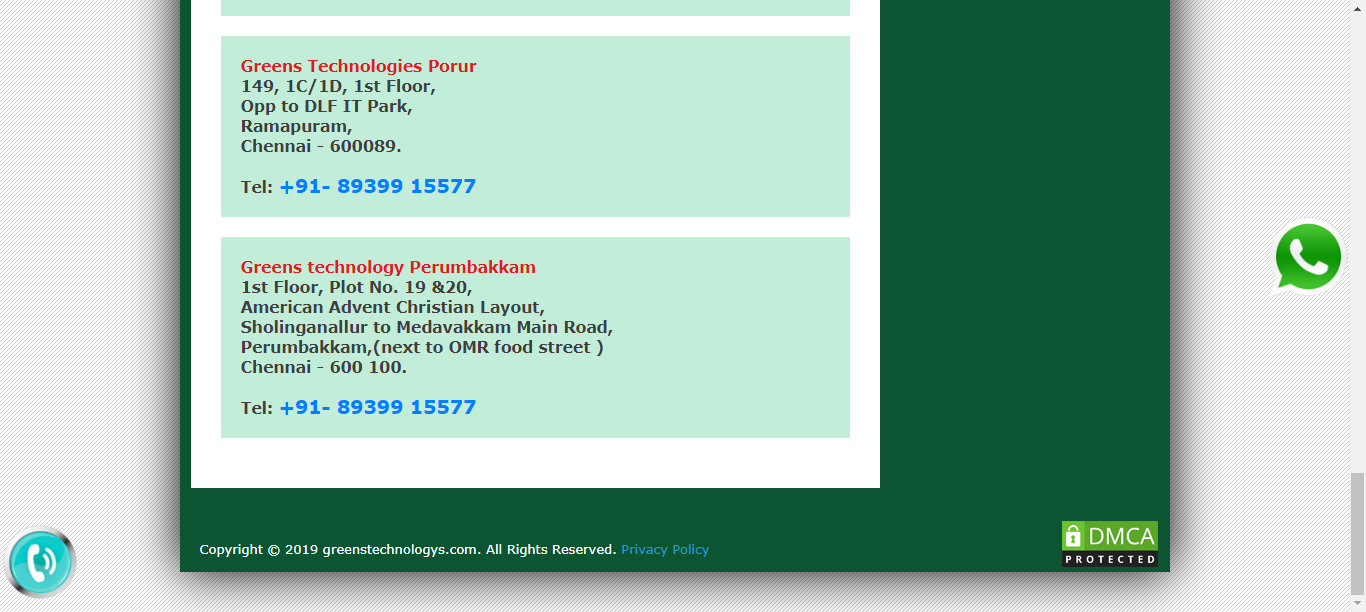 Greens Technologies Porur
149, 1C/1D, 1st Floor,
Opp to DLF IT Park,
Ramapuram,
Chennai - 600089.
Tel: +91- 89399 15577
Greens technology Perumbakkam
1st Floor, Plot No. 19 &20,
American Advent Christian Layout,
Sholinganallur to Medavakkam Main Road,
Perumbakkam,(next to OMR food street )
Chennai - 600 100.
Tel: +91- 89399 15577
Copyright © 2019 greenstechnologys.com. All Rights Reserved. Privacy Policy
DMCA
PROTECTED